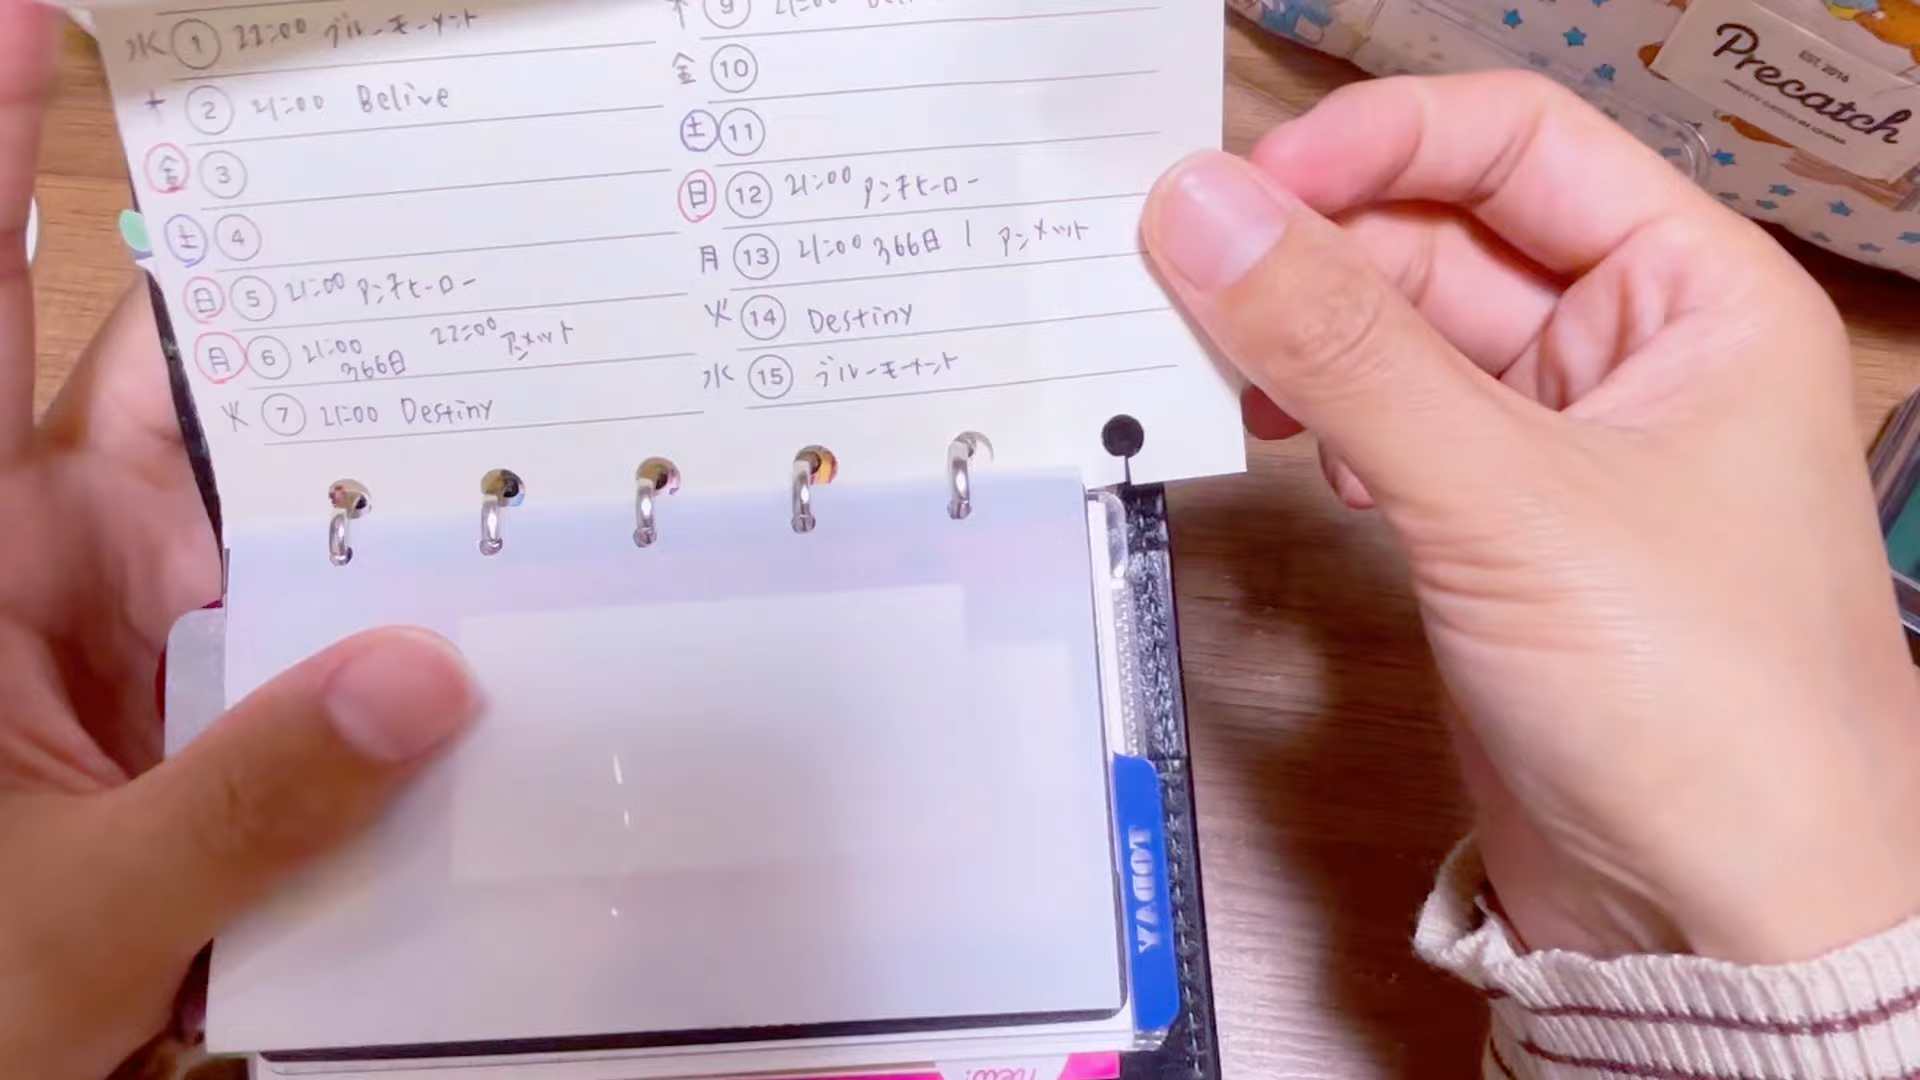 水 1 22:00 ブルーモーメント
木 2 21:00 Belive
金 3
土 4
日 5 21:00 アンチヒーロー
月 6 21:00 366日 22:00 アンメット
火 7 21:00 Destiny
9
金 10
土 11
日 12 21:00 アンチヒーロー
月 13 21:00 366日 / アンメット
火 14 Destiny
水 15 ブルーモーメント
EST. 2016
Precatch
TODAY
New!